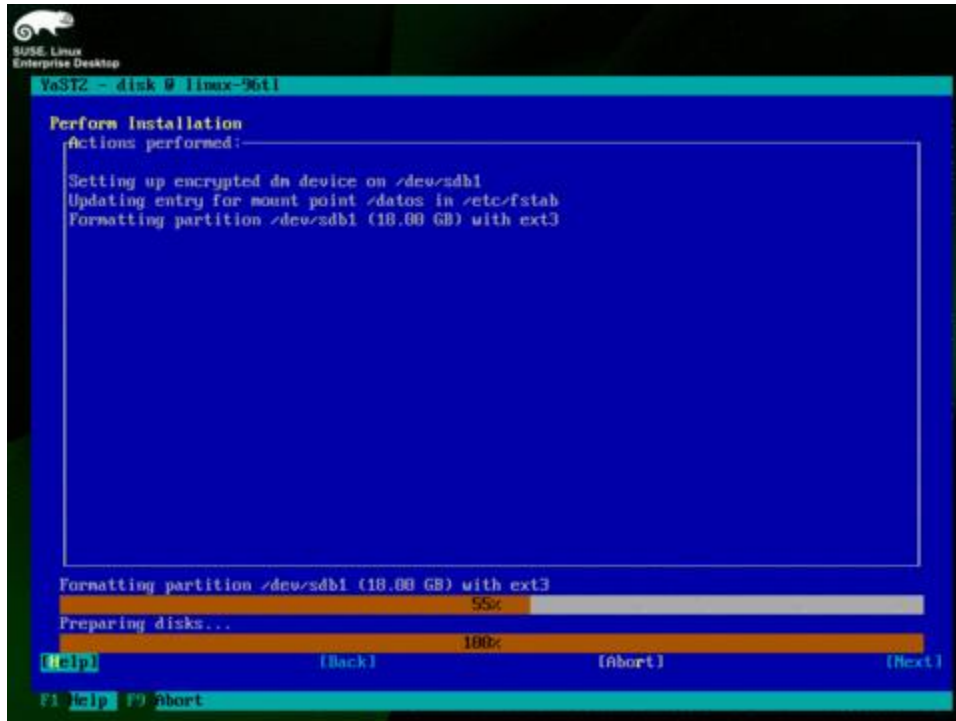 SUSE. Linux
Enterprise Desktop
YaST2 - disk @ linux-96tl
Perform Installation
Actions performed:
Setting up encrypted dm device on /dev/sdb1
Updating entry for mount point /datos in /etc/fstab
Formatting partition /dev/sdb1 (18.00 GB) with ext3
Formatting partition /dev/sdb1 (18.00 GB) with ext3
55%
Preparing disks...
100%
[Help] [Back] [Abort] [Next]
F1 Help F9 Abort